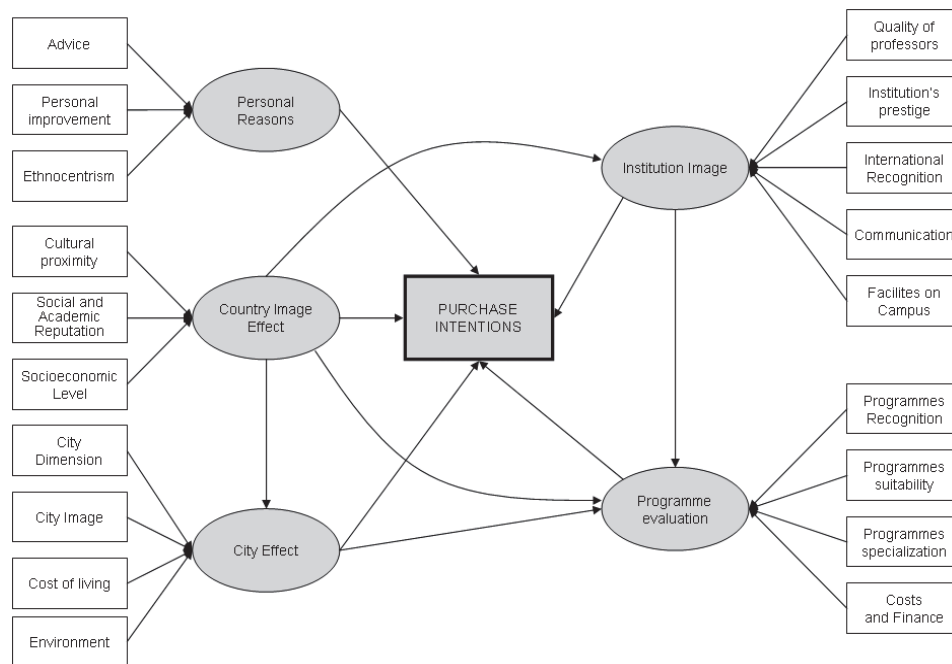 Advice
Personal
improvement
Ethnocentrism
Personal
Reasons
Cultural
proximity
Social and
Academic
Reputation
Socioeconomic
Level
Country Image
Effect
City
Dimension
City Image
Cost of living
Environment
City Effect
PURCHASE
INTENTIONS
Institution Image
Quality of
professors
Institution's
prestige
International
Recognition
Communication
Facilites on
Campus
Programme
evaluation
Programmes
Recognition
Programmes
suitability
Programmes
specialization
Costs
and Finance